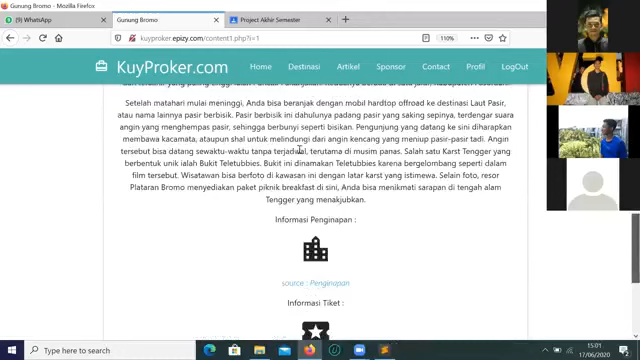 Gunung Bromo - Mozilla Firefox
(5) WhatsApp
Gunung Bromo
Project Akhir Semester
kuyproker.epizy.com/content1.php?i=1
110%
KuyProker.com
Home Destinasi Artikel Sponsor Contact Profil LogOut
Setelah matahari mulai meninggi, Anda bisa beranjak dengan mobil hardtop offroad ke destinasi Laut Pasir,
atau nama lainnya pasir berbisik. Pasir berbisik ini dahulunya padang pasir yang saking sepinya, terdengar suara
angin yang menghempas pasir, sehingga berbunyi seperti bisikan. Pengunjung yang datang ke sini diharapkan
membawa kacamata, ataupun shal untuk melindungi dari angin kencang yang meniup pasir-pasir tadi. Angin
tersebut bisa datang sewaktu-waktu tanpa terjadwal, terutama di musim panas. Salah satu Karst Tengger yang
berbentuk unik ialah Bukit Teletubbies. Bukit ini dinamakan Teletubbies karena bergelombang seperti dalam
film tersebut. Wisatawan bisa berfoto di kawasan ini dengan latar karst yang istimewa. Selain foto, resor
Plataran Bromo menyediakan paket piknik breakfast di sini, Anda bisa menikmati sarapan di tengah alam
Tengger yang menakjubkan.
Informasi Penginapan :
source : Penginapan
Informasi Tiket :
Type here to search
15:01
17/06/2020